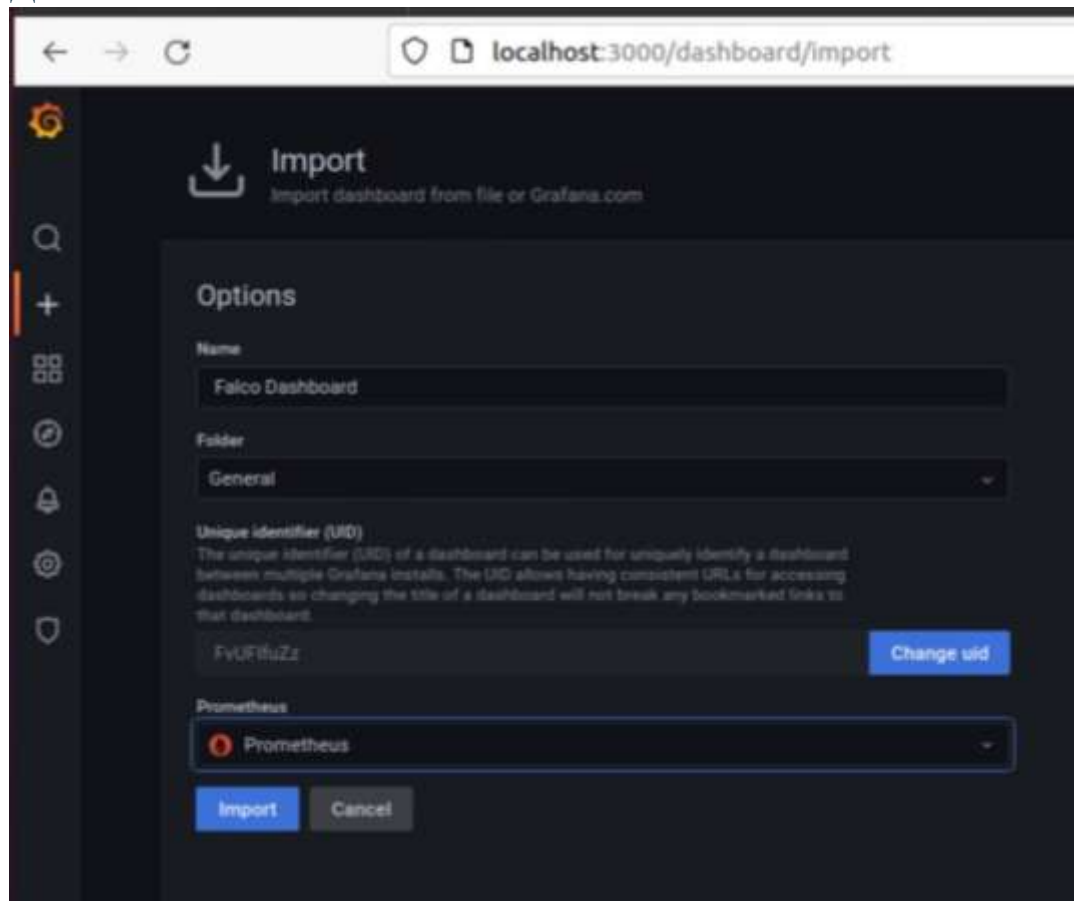 localhost:3000/dashboard/import
Import
Import dashboard from file or Grafana.com
Options
Name
Falco Dashboard
Folder
General
Unique identifier (UID)
The unique identifier (UID) of a dashboard can be used for uniquely identify a dashboard
between multiple Grafana installs. The UID allows having consistent URLs for accessing
dashboards so changing the title of a dashboard will not break any bookmarked links to
that dashboard.
Change uid
Prometheus
Prometheus
Import
Cancel